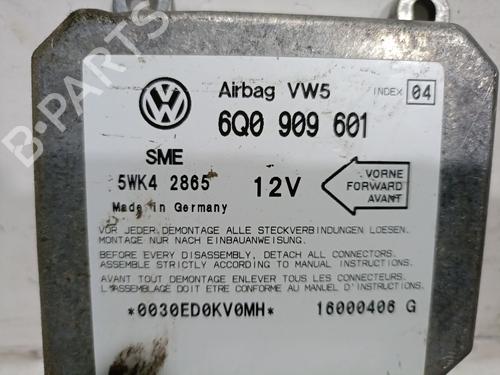 Airbag VW5 INDEX 04
6Q0 909 601
SME
5WK4 2865 12V
VORNE
FORWARD
AVANT
Made in Germany
VOR JEDER DEMONTAGE ALLE STECKVERBINDUNGEN LOESEN.
MONTAGE NUR NACH EINBAUANWEISUNG.
BEFORE EVERY DISASSEMBLY, DETACH ALL CONNECTORS.
ASSEMBLE STRICTLY ACCORDING TO MANUAL INSTRUCTIONS.
AVANT TOUT DEMONTAGE ENLEVER TOUS LES CONNECTEURS.
L'ASSEMBLAGE DOIT ETRE CONFORME AU MANUEL D'INSTRUCTIONS.
*0030ED0KV0MH* 16000406 G
B-Parts